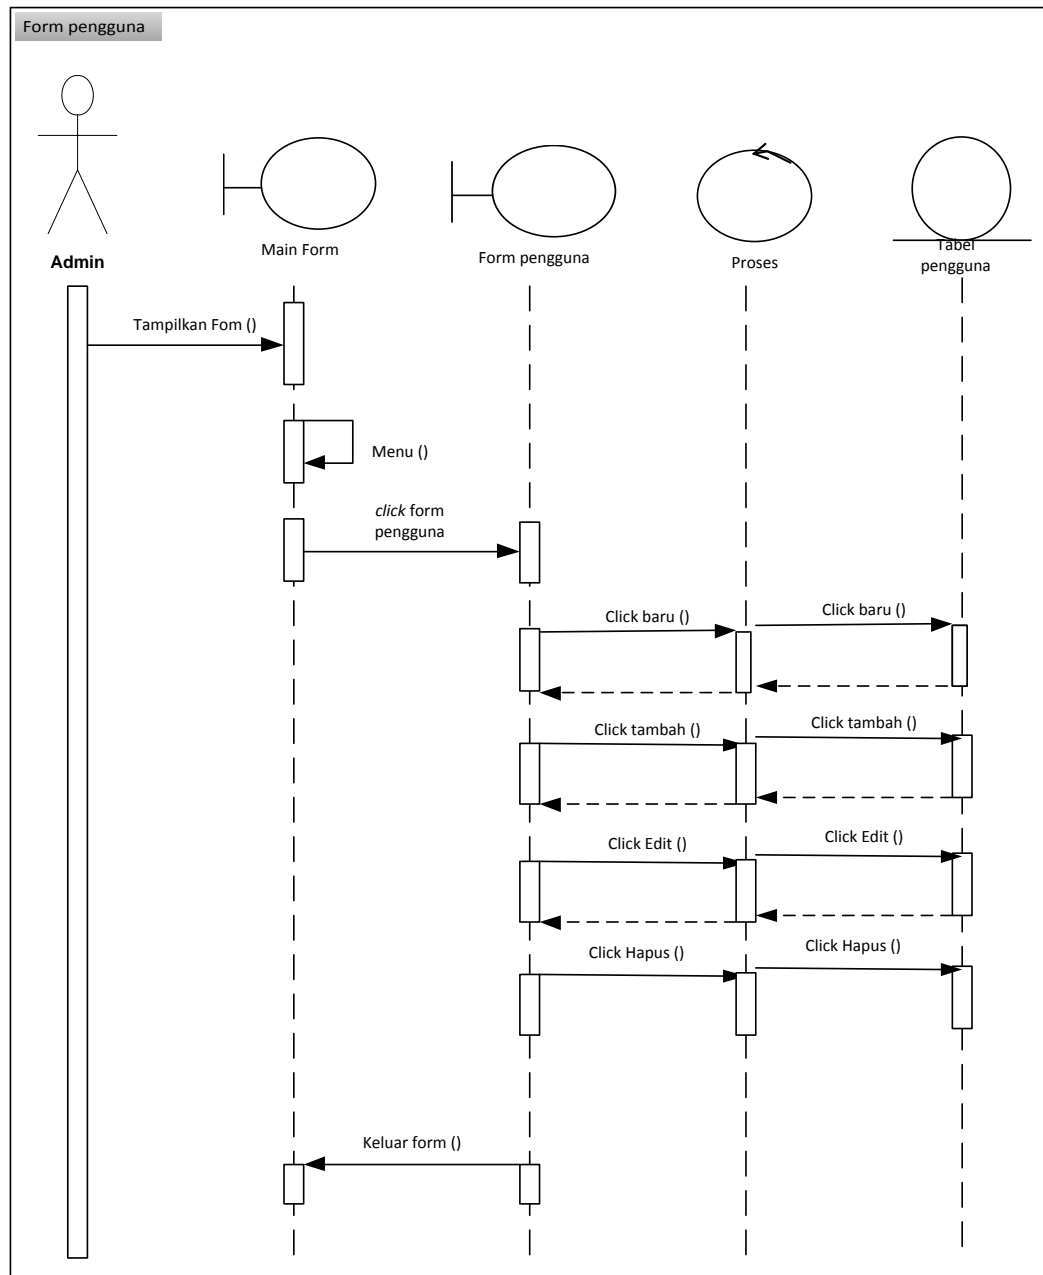 Form pengguna
Admin
Main Form
Form pengguna
Proses
Tabel
pengguna
Tampilkan Fom ()
Menu ()
click form
pengguna
Click baru ()
Click baru ()
Click tambah ()
Click tambah ()
Click Edit ()
Click Edit ()
Click Hapus ()
Click Hapus ()
Keluar form ()